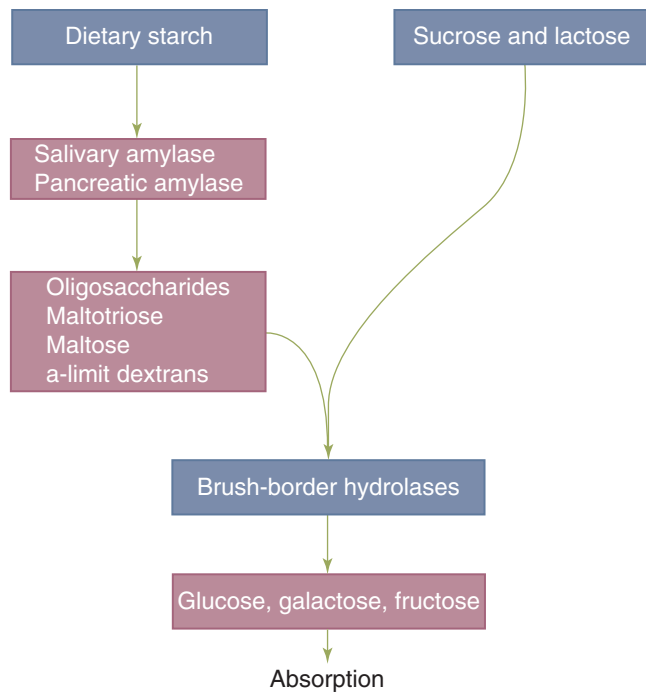 Dietary starch
Sucrose and lactose
Salivary amylase
Pancreatic amylase
Oligosaccharides
Maltotriose
Maltose
a-limit dextrans
Brush-border hydrolases
Glucose, galactose, fructose
Absorption